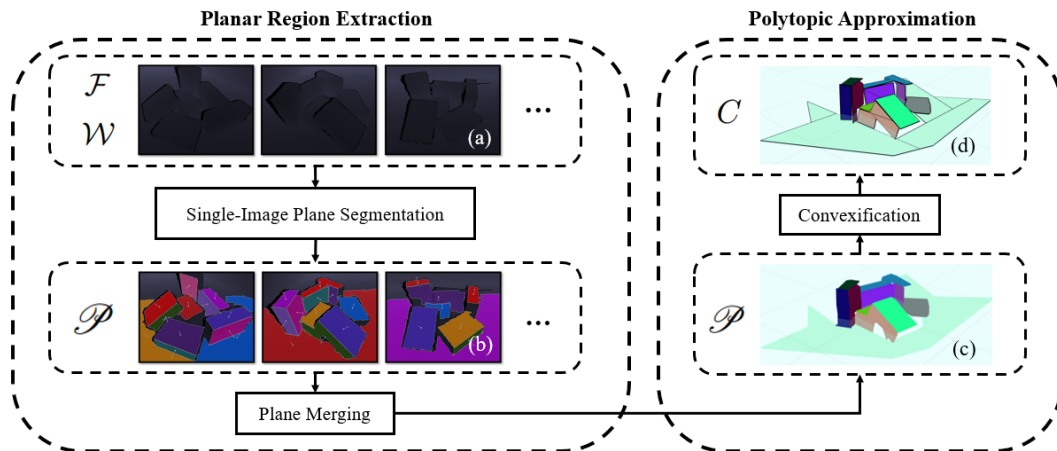 Planar Region Extraction
ℱ
𝒲
(a)
...
Single-Image Plane Segmentation
𝒫
(b)
...
Plane Merging
Polytopic Approximation
C
(d)
Convexification
𝒫
(c)